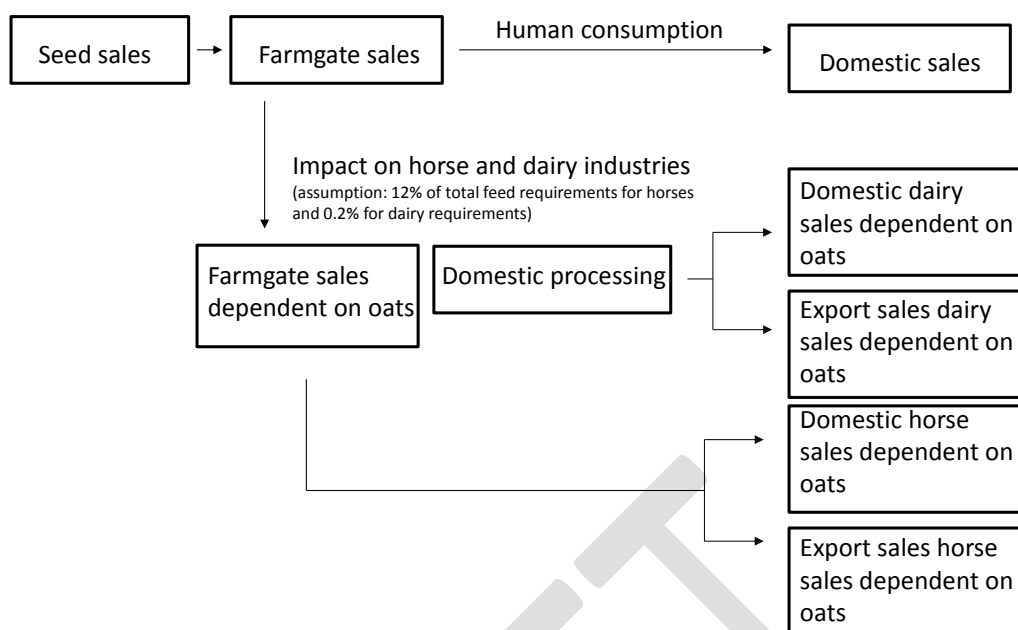 Seed sales
Farmgate sales
Human consumption
Domestic sales
Impact on horse and dairy industries
(assumption: 12% of total feed requirements for horses
and 0.2% for dairy requirements)
Farmgate sales
dependent on oats
Domestic processing
Domestic dairy
sales dependent on
oats
Export sales dairy
sales dependent on
oats
Domestic horse
sales dependent on
oats
Export sales horse
sales dependent on
oats